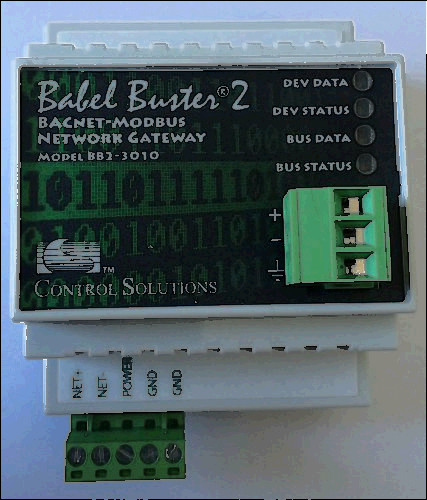 Babel Buster® 2
BACNET-MODBUS
NETWORK GATEWAY
MODEL BB2-3010
DEV DATA
DEV STATUS
BUS DATA
BUS STATUS
+
-
CONTROL SOLUTIONS ™
NET+
NET-
POWER
GND
GND